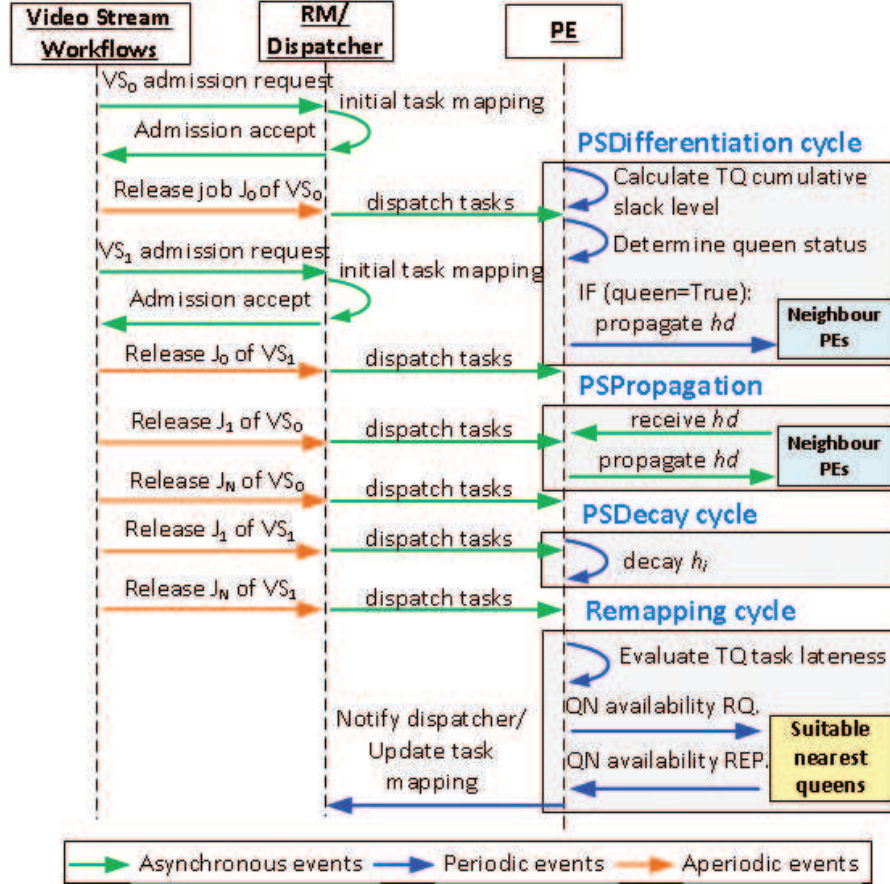 Video Stream
Workflows
RM/
Dispatcher
PE
VS₀ admission request
initial task mapping
Admission accept
PSDifferentiation cycle
Calculate TQ cumulative
slack level
Release job J₀ of VS₀
dispatch tasks
Determine queen status
VS₁ admission request
initial task mapping
Admission accept
IF (queen=True):
propagate hd
Neighbour
PEs
Release J₀ of VS₁
dispatch tasks
PSPropagation
receive hd
Release J₁ of VS₀
dispatch tasks
Neighbour
PEs
propagate hd
Release J_N of VS₀
dispatch tasks
PSDecay cycle
Release J₁ of VS₁
dispatch tasks
decay hᵢ
Release J_N of VS₁
dispatch tasks
Remapping cycle
Evaluate TQ task lateness
QN availability RQ.
Notify dispatcher/
Update task
mapping
Suitable
nearest
queens
QN availability REP.
Asynchronous events
Periodic events
Aperiodic events